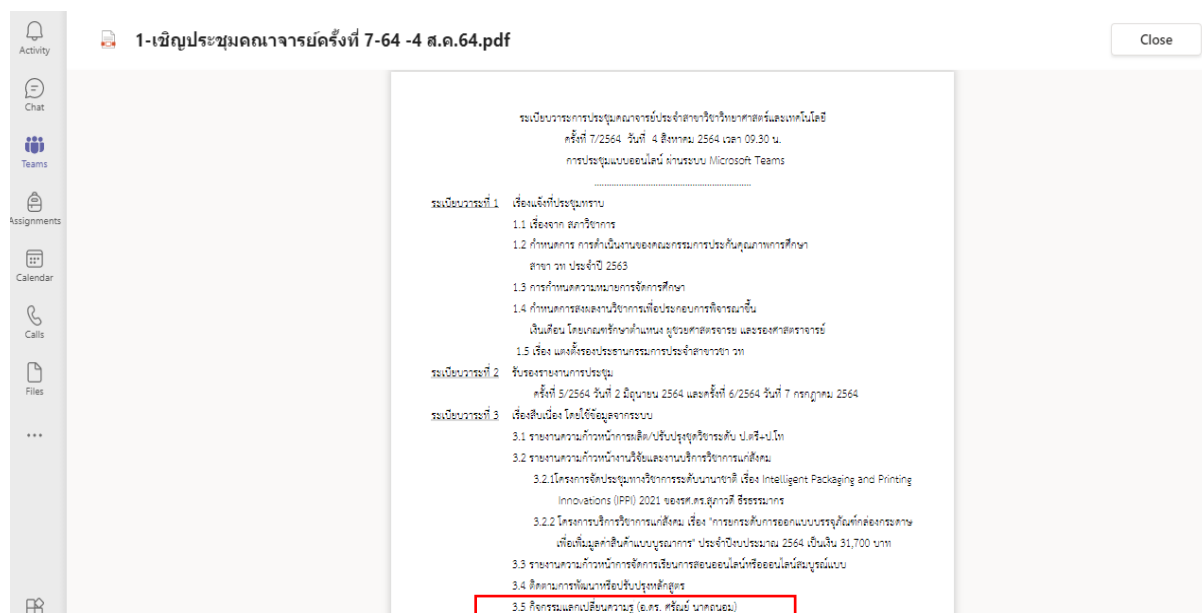 Activity
Chat
Teams
Assignments
Calendar
Calls
Files
...
1-เชิญประชุมคณาจารย์ครั้งที่ 7-64 -4 ส.ค.64.pdf
Close
ระเบียบวาระการประชุมคณาจารย์ประจำสาขาวิชาวิทยาศาสตร์และเทคโนโลยี
ครั้งที่ 7/2564 วันที่ 4 สิงหาคม 2564 เวลา 09.30 น.
การประชุมแบบออนไลน์ ผ่านระบบ Microsoft Teams
ระเบียบวาระที่ 1 เรื่องแจ้งที่ประชุมทราบ
1.1 เรื่องจาก สภาวิชาการ
1.2 กำหนดการ การดำเนินงานของคณะกรรมการประกันคุณภาพการศึกษา
สาขา วท ประจำปี 2563
1.3 การกำหนดความหมายการจัดการศึกษา
1.4 กำหนดการส่งผลงานวิชาการเพื่อประกอบการพิจารณาขึ้น
เงินเดือน โดยเกณฑ์รักษาตำแหน่ง ผู้ช่วยศาสตราจารย์ และรองศาสตราจารย์
1.5 เรื่อง แต่งตั้งรองประธานกรรมการประจำสาขาวิชา วท
ระเบียบวาระที่ 2 รับรองรายงานการประชุม
ครั้งที่ 5/2564 วันที่ 2 มิถุนายน 2564 และครั้งที่ 6/2564 วันที่ 7 กรกฎาคม 2564
ระเบียบวาระที่ 3 เรื่องสืบเนื่อง โดยใช้ข้อมูลจากระบบ
3.1 รายงานความก้าวหน้าการผลิต/ปรับปรุงชุดวิชาระดับ ป.ตรี+ป.โท
3.2 รายงานความก้าวหน้างานวิจัยและงานบริการวิชาการแก่สังคม
3.2.1โครงการจัดประชุมทางวิชาการระดับนานาชาติ เรื่อง Intelligent Packaging and Printing
Innovations (IPPI) 2021 ของรศ.ดร.สุภาวดี ธีรธรรมากร
3.2.2 โครงการบริการวิชาการแก่สังคม เรื่อง "การยกระดับการออกแบบบรรจุภัณฑ์กล่องกระดาษ
เพื่อเพิ่มมูลค่าสินค้าแบบบูรณาการ" ประจำปีงบประมาณ 2564 เป็นเงิน 31,700 บาท
3.3 รายงานความก้าวหน้าการจัดการเรียนการสอนออนไลน์หรือออนไลน์สมบูรณ์แบบ
3.4 ติดตามการพัฒนาหรือปรับปรุงหลักสูตร
3.5 กิจกรรมแลกเปลี่ยนความรู้ (อ.ดร. ศรัณย์ นาคถนอม)